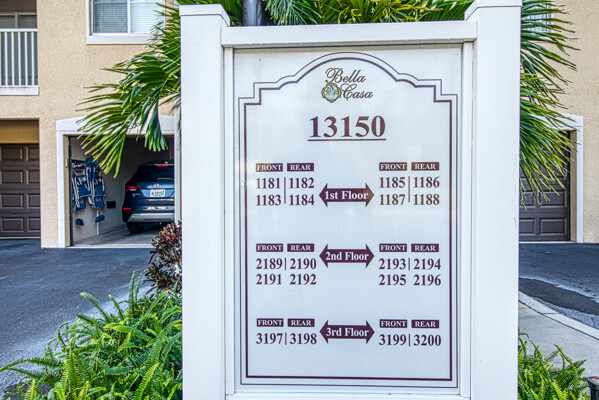 Bella
Casa
13150
FRONT REAR FRONT REAR
1181 1182 1185 1186
1st Floor
1183 1184 1187 1188
FRONT REAR FRONT REAR
2189 2190 2nd Floor 2193 2194
2191 2192 2195 2196
FRONT REAR FRONT REAR
3197 3198 3rd Floor 3199 3200